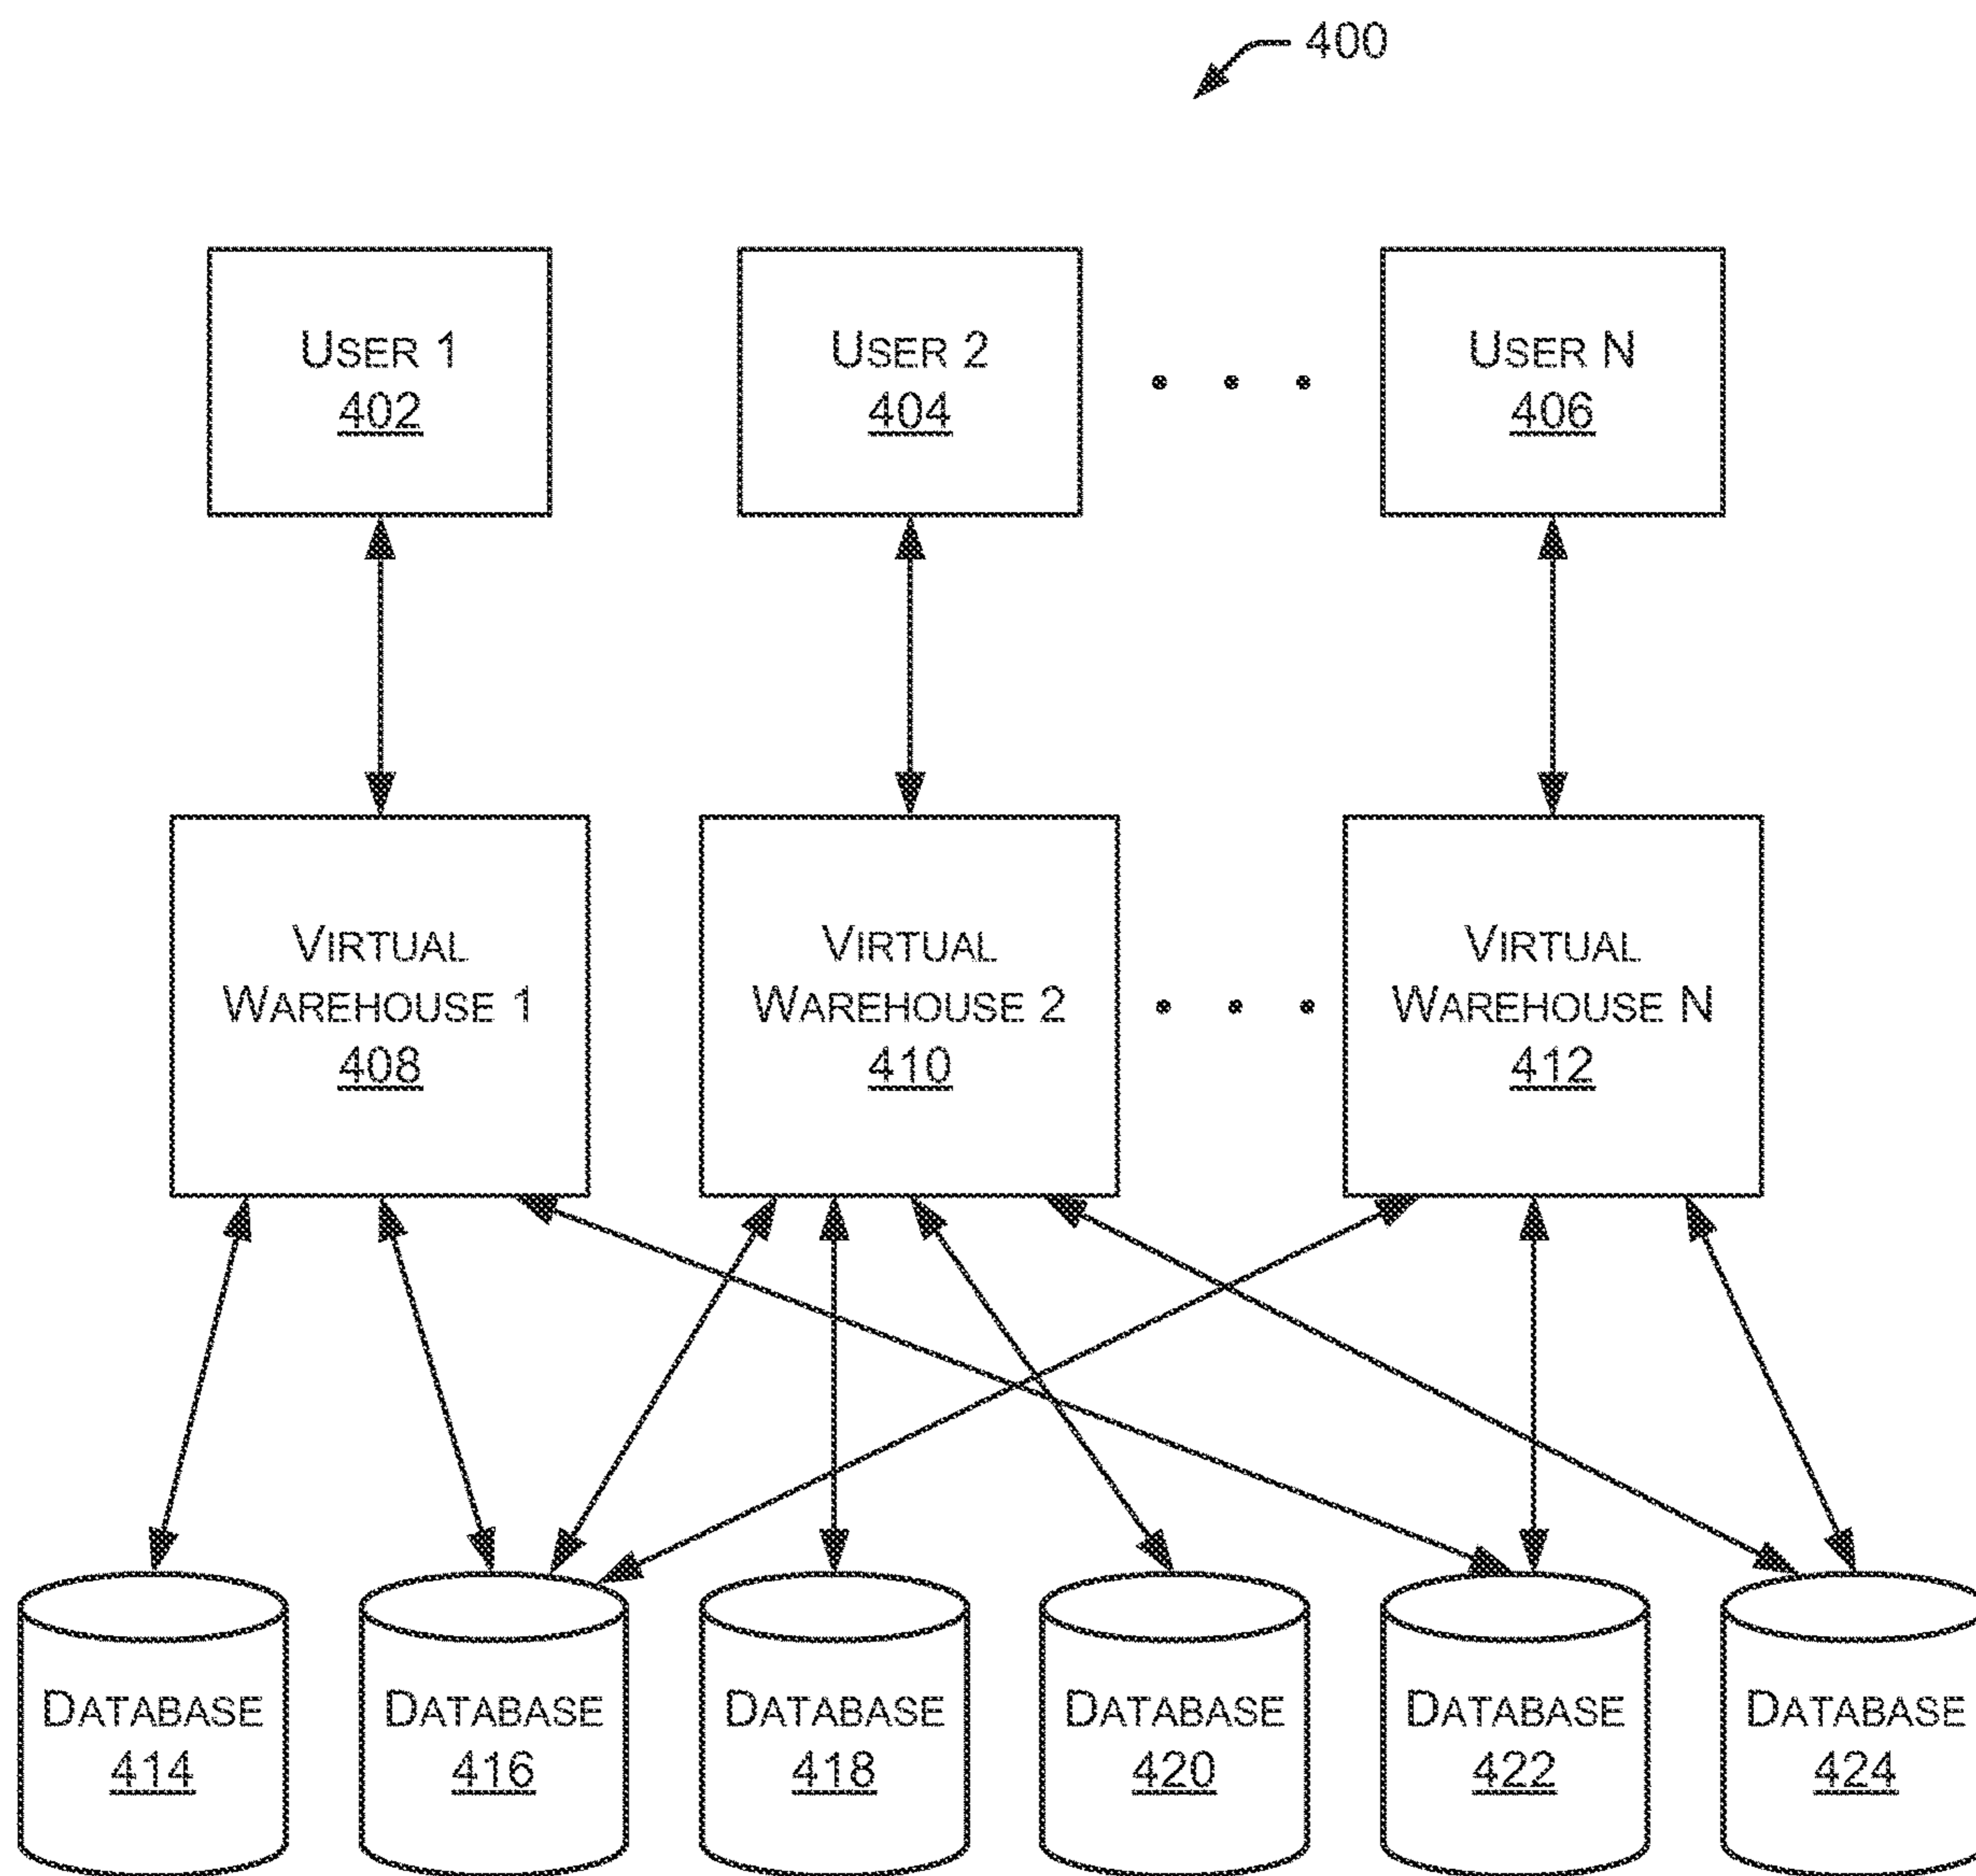 400
USER 1
402
USER 2
404
USER N
406
VIRTUAL
WAREHOUSE 1
408
VIRTUAL
WAREHOUSE 2
410
VIRTUAL
WAREHOUSE N
412
DATABASE
414
DATABASE
416
DATABASE
418
DATABASE
420
DATABASE
422
DATABASE
424